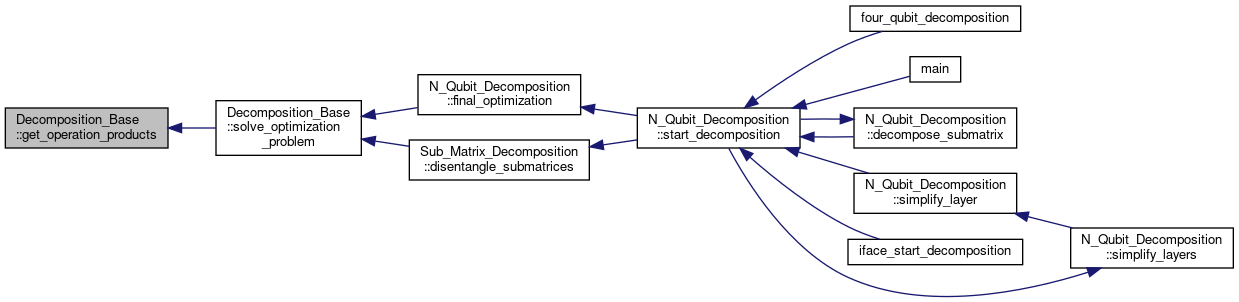 Decomposition_Base
::get_operation_products
Decomposition_Base
::solve_optimization
_problem
N_Qubit_Decomposition
::final_optimization
Sub_Matrix_Decomposition
::disentangle_submatrices
N_Qubit_Decomposition
::start_decomposition
four_qubit_decomposition
main
N_Qubit_Decomposition
::decompose_submatrix
N_Qubit_Decomposition
::simplify_layer
iface_start_decomposition
N_Qubit_Decomposition
::simplify_layers